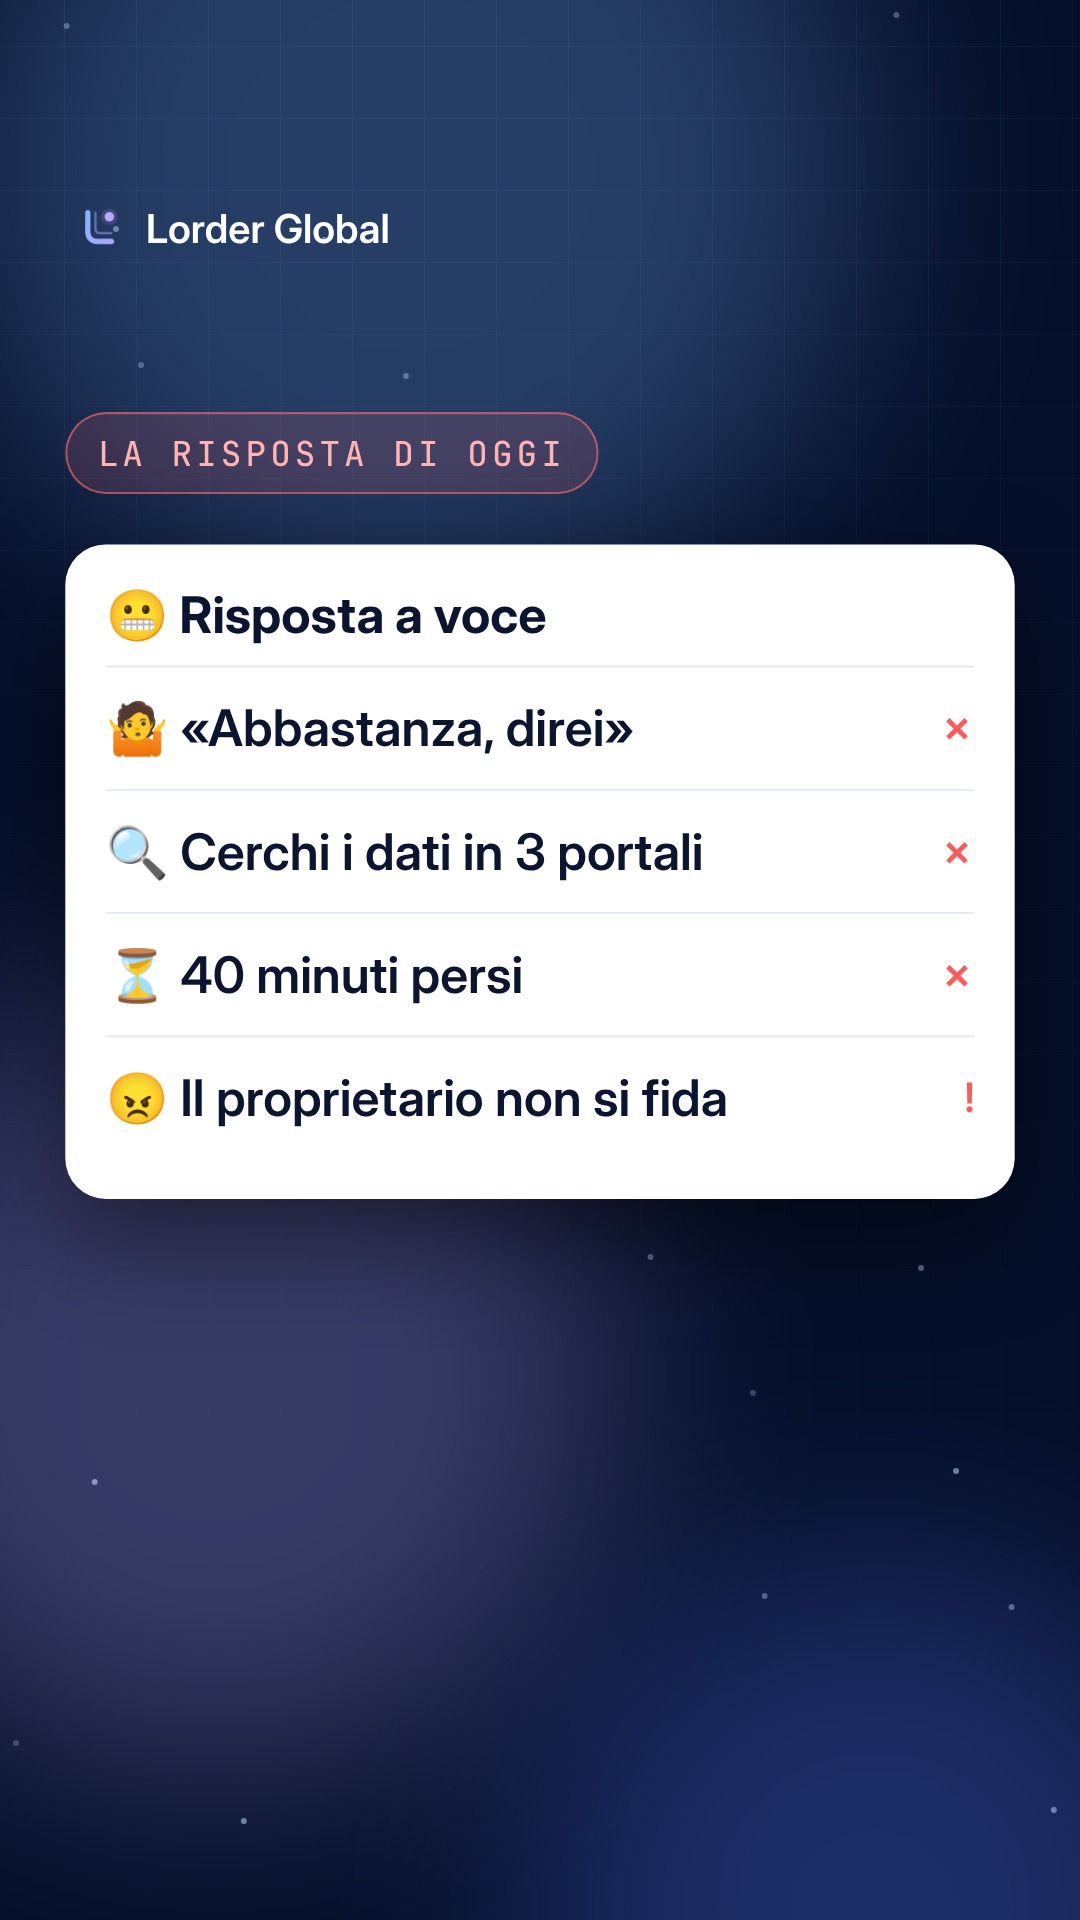 Lorder Global
LA RISPOSTA DI OGGI
😬 Risposta a voce
🤷 «Abbastanza, direi» ×
🔍 Cerchi i dati in 3 portali ×
⏳ 40 minuti persi ×
😠 Il proprietario non si fida !